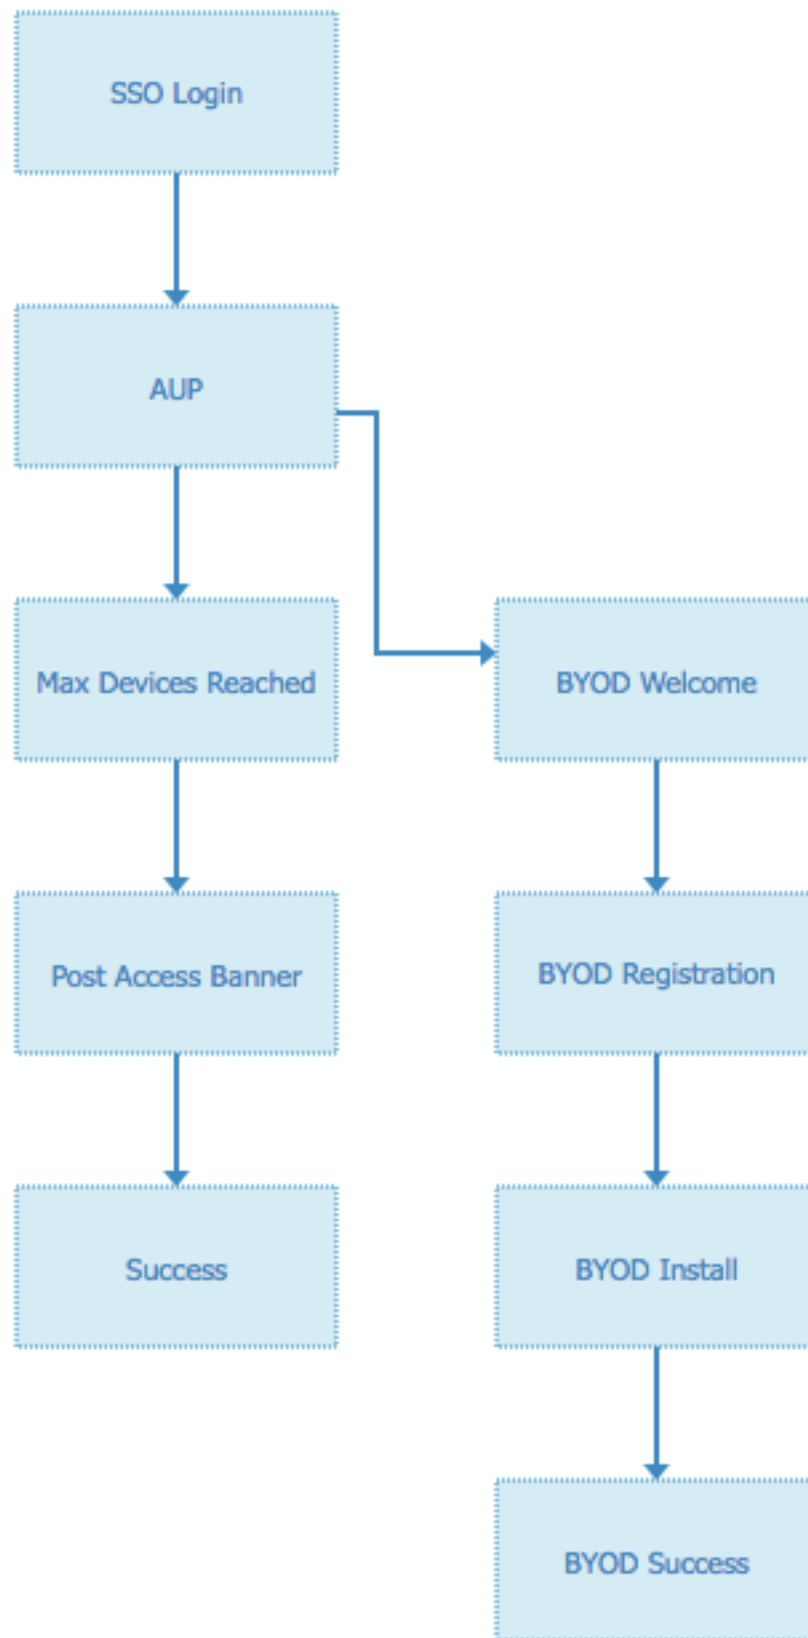 SSO Login
AUP
Max Devices Reached
BYOD Welcome
Post Access Banner
BYOD Registration
Success
BYOD Install
BYOD Success